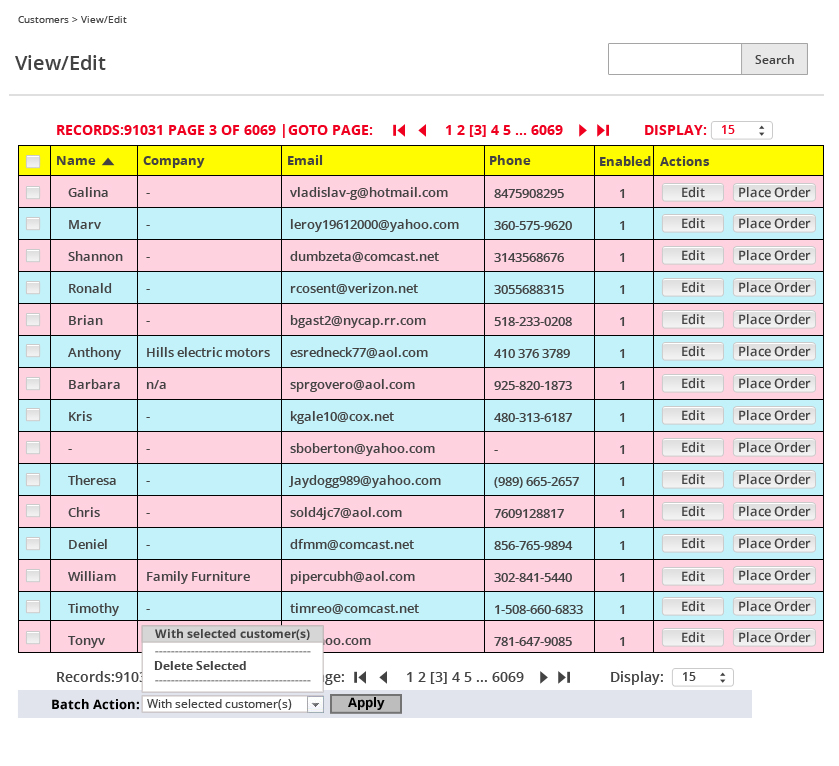 Customers > View/Edit
View/Edit
Search
RECORDS:91031 PAGE 3 OF 6069 |GOTO PAGE: 1 2 [3] 4 5 ... 6069 DISPLAY: 15
Name Company Email Phone Enabled Actions
Galina - vladislav-g@hotmail.com 8475908295 1 Edit Place Order
Marv - leroy19612000@yahoo.com 360-575-9620 1 Edit Place Order
Shannon - dumbzeta@comcast.net 3143568676 1 Edit Place Order
Ronald - rcosent@verizon.net 3055688315 1 Edit Place Order
Brian - bgast2@nycap.rr.com 518-233-0208 1 Edit Place Order
Anthony Hills electric motors esredneck77@aol.com 410 376 3789 1 Edit Place Order
Barbara n/a sprgovero@aol.com 925-820-1873 1 Edit Place Order
Kris - kgale10@cox.net 480-313-6187 1 Edit Place Order
- - sboberton@yahoo.com - 1 Edit Place Order
Theresa - Jaydogg989@yahoo.com (989) 665-2657 1 Edit Place Order
Chris - sold4jc7@aol.com 7609128817 1 Edit Place Order
Deniel - dfmm@comcast.net 856-765-9894 1 Edit Place Order
William Family Furniture pipercubh@aol.com 302-841-5440 1 Edit Place Order
Timothy - timreo@comcast.net 1-508-660-6833 1 Edit Place Order
Tonyv oo.com 781-647-9085 1 Edit Place Order
With selected customer(s)
Delete Selected
Records:9103 ge: 1 2 [3] 4 5 ... 6069 Display: 15
Batch Action: With selected customer(s) Apply